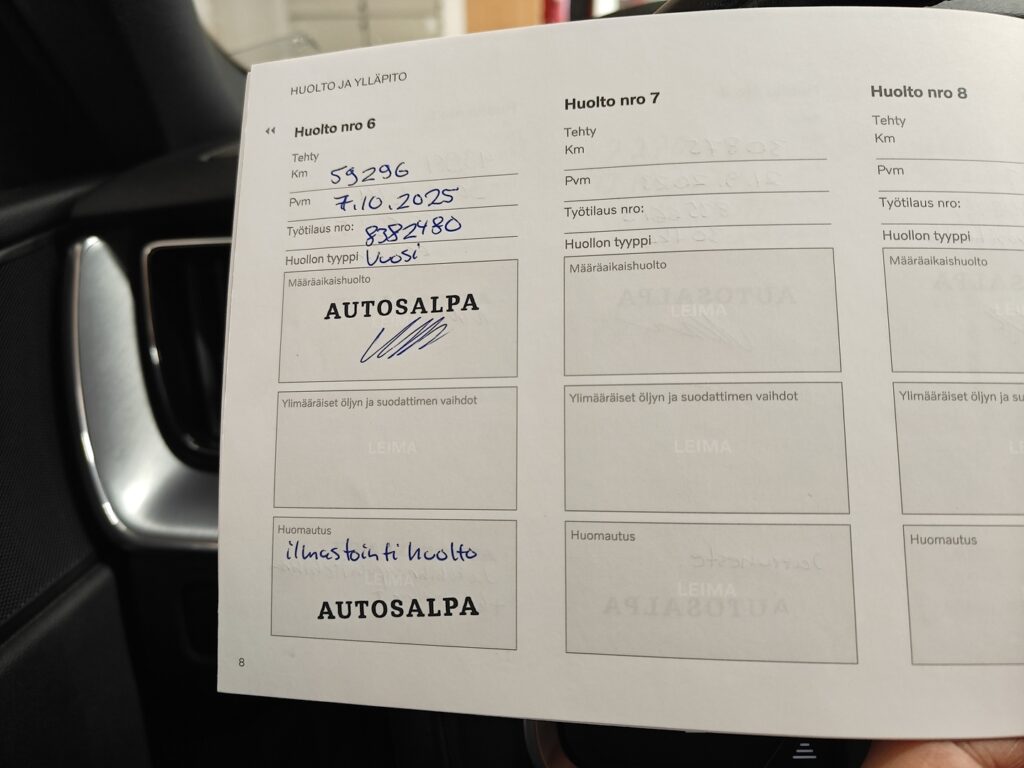 HUOLTO JA YLLÄPITO
‹‹ Huolto nro 6
Tehty
Km 59296
Pvm 7.10.2025
Työtilaus nro: 8382480
Huollon tyyppi Vuosi
Määräaikaishuolto
AUTOSALPA
Ylimääräiset öljyn ja suodattimen vaihdot
LEIMA
Huomautus
ilmastointi huolto
LEIMA
AUTOSALPA
8
Huolto nro 7
Tehty
Km
Pvm
Työtilaus nro:
Huollon tyyppi
Määräaikaishuolto
LEIMA
Ylimääräiset öljyn ja suodattimen vaihdot
LEIMA
Huomautus
LEIMA
Huolto nro 8
Tehty
Km
Pvm
Työtilaus nro:
Huollon tyyppi
Määräaikaishuolto
Ylimääräiset öljyn ja su
Huomautus